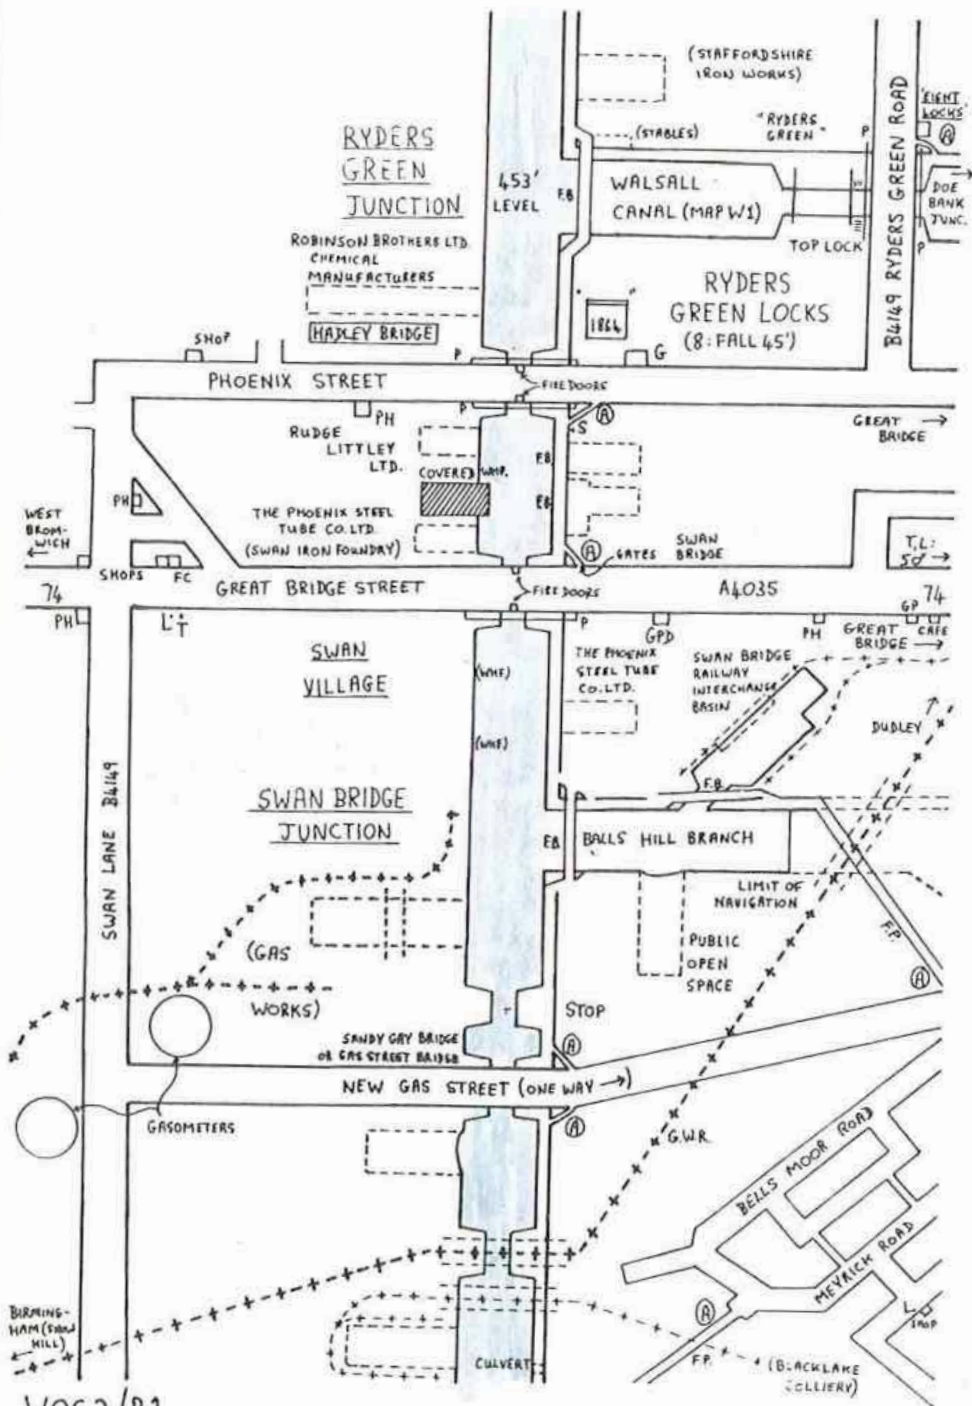 (STAFFORDSHIRE
IRON WORKS)
"RYDERS
GREEN"
(STABLES)
P
'EIGHT
LOCKS'
A
B4149 RYDERS GREEN ROAD
RYDERS
GREEN
JUNCTION
453'
LEVEL
F.B
WALSALL
CANAL (MAP W1)
TOP LOCK
DOE
BANK
JUNC.
P
ROBINSON BROTHERS LTD.
CHEMICAL
MANUFACTURERS
HADLEY BRIDGE
1864
RYDERS
GREEN LOCKS
(8: FALL 45')
SHOP
P
G
PHOENIX STREET
FIRE DOORS
PH
P
A
GREAT
BRIDGE
RUDGE
LITTLEY
LTD.
F.B.
COVERED WHF.
F.B.
PH
THE PHOENIX STEEL
TUBE CO. LTD.
(SWAN IRON FOUNDRY)
WEST
BROM-
WICH
A
GATES
SWAN
BRIDGE
T.L:
50'
SHOPS
FC
74
GREAT BRIDGE STREET
FIRE DOORS
A4035
74
PH
L
T
P
GPD
PH
GP
CAFE
GREAT
BRIDGE
SWAN
VILLAGE
(WHF)
(WHF)
THE PHOENIX
STEEL TUBE
CO. LTD.
SWAN BRIDGE
RAILWAY
INTERCHANGE
BASIN
DUDLEY
F.B.
SWAN LANE B4149
SWAN BRIDGE
JUNCTION
F.B.
BALLS HILL BRANCH
LIMIT OF
NAVIGATION
F.P.
PUBLIC
OPEN
SPACE
A
(GAS
WORKS)
STOP
SANDY GAY BRIDGE
OR GAS STREET BRIDGE
A
NEW GAS STREET (ONE WAY →)
GASOMETERS
A
G.W.R.
BELLS MOOR ROAD
MEYRICK ROAD
A
L
SHOP
F.P.
BIRMING-
HAM (SNOW
HILL)
CULVERT
(BLACKLAKE
COLLIERY)